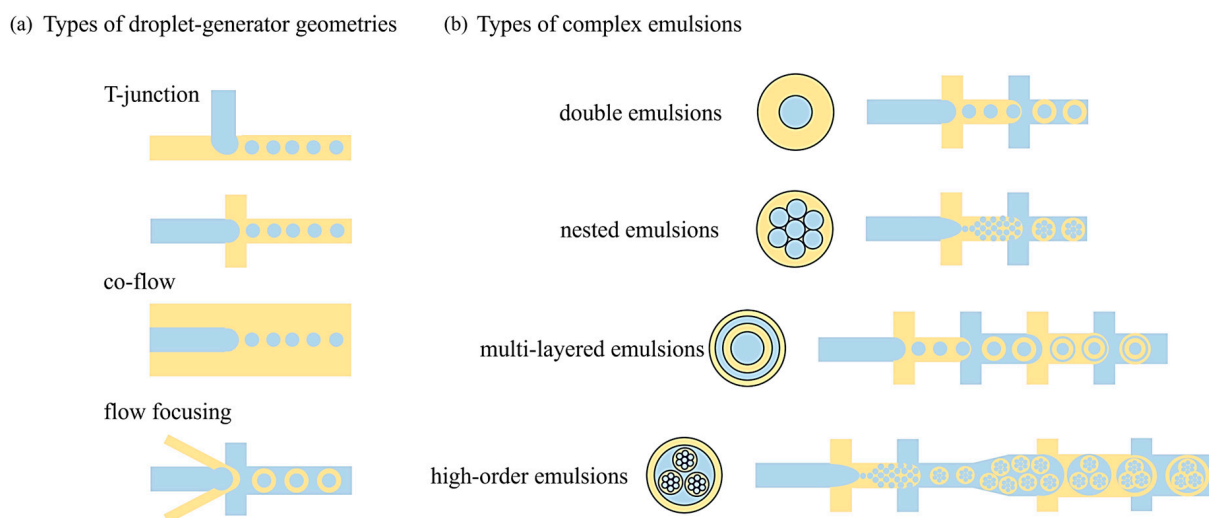 (a) Types of droplet-generator geometries
T-junction
co-flow
flow focusing
(b) Types of complex emulsions
double emulsions
nested emulsions
multi-layered emulsions
high-order emulsions